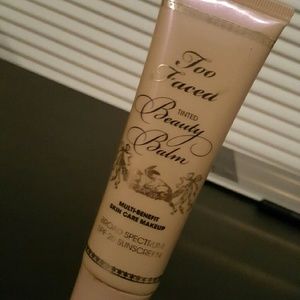 Too
Faced
TINTED
Beauty
Balm
MULTI-BENEFIT
SKIN CARE MAKEUP
BROAD SPECTRUM
SPF 20 SUNSCREEN